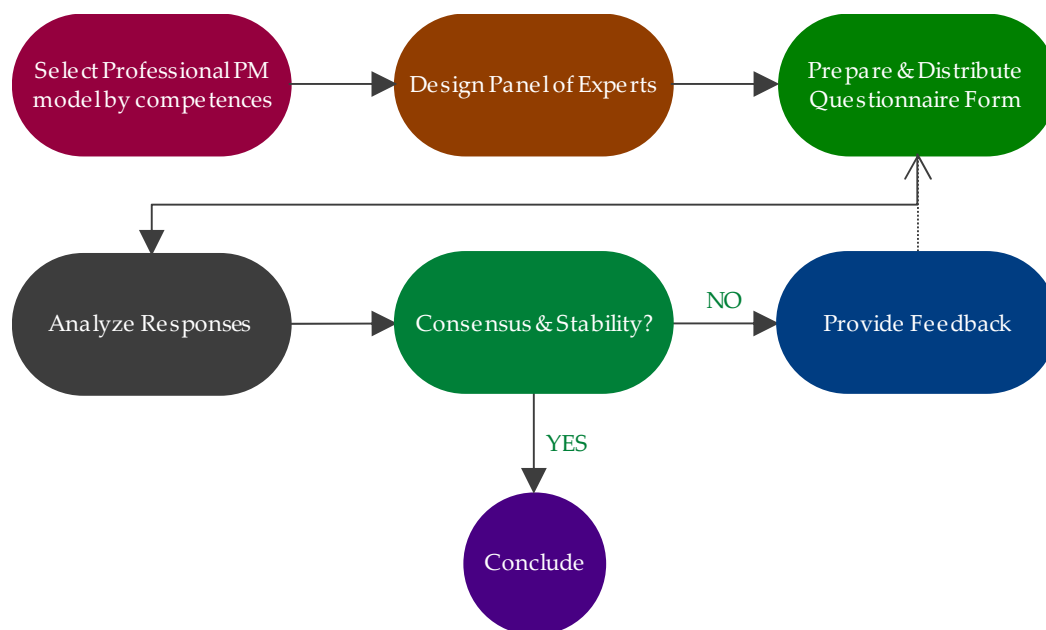 Select Professional PM
model by competences
Design Panel of Experts
Prepare & Distribute
Questionnaire Form
Analyze Responses
Consensus & Stability?
NO
Provide Feedback
YES
Conclude